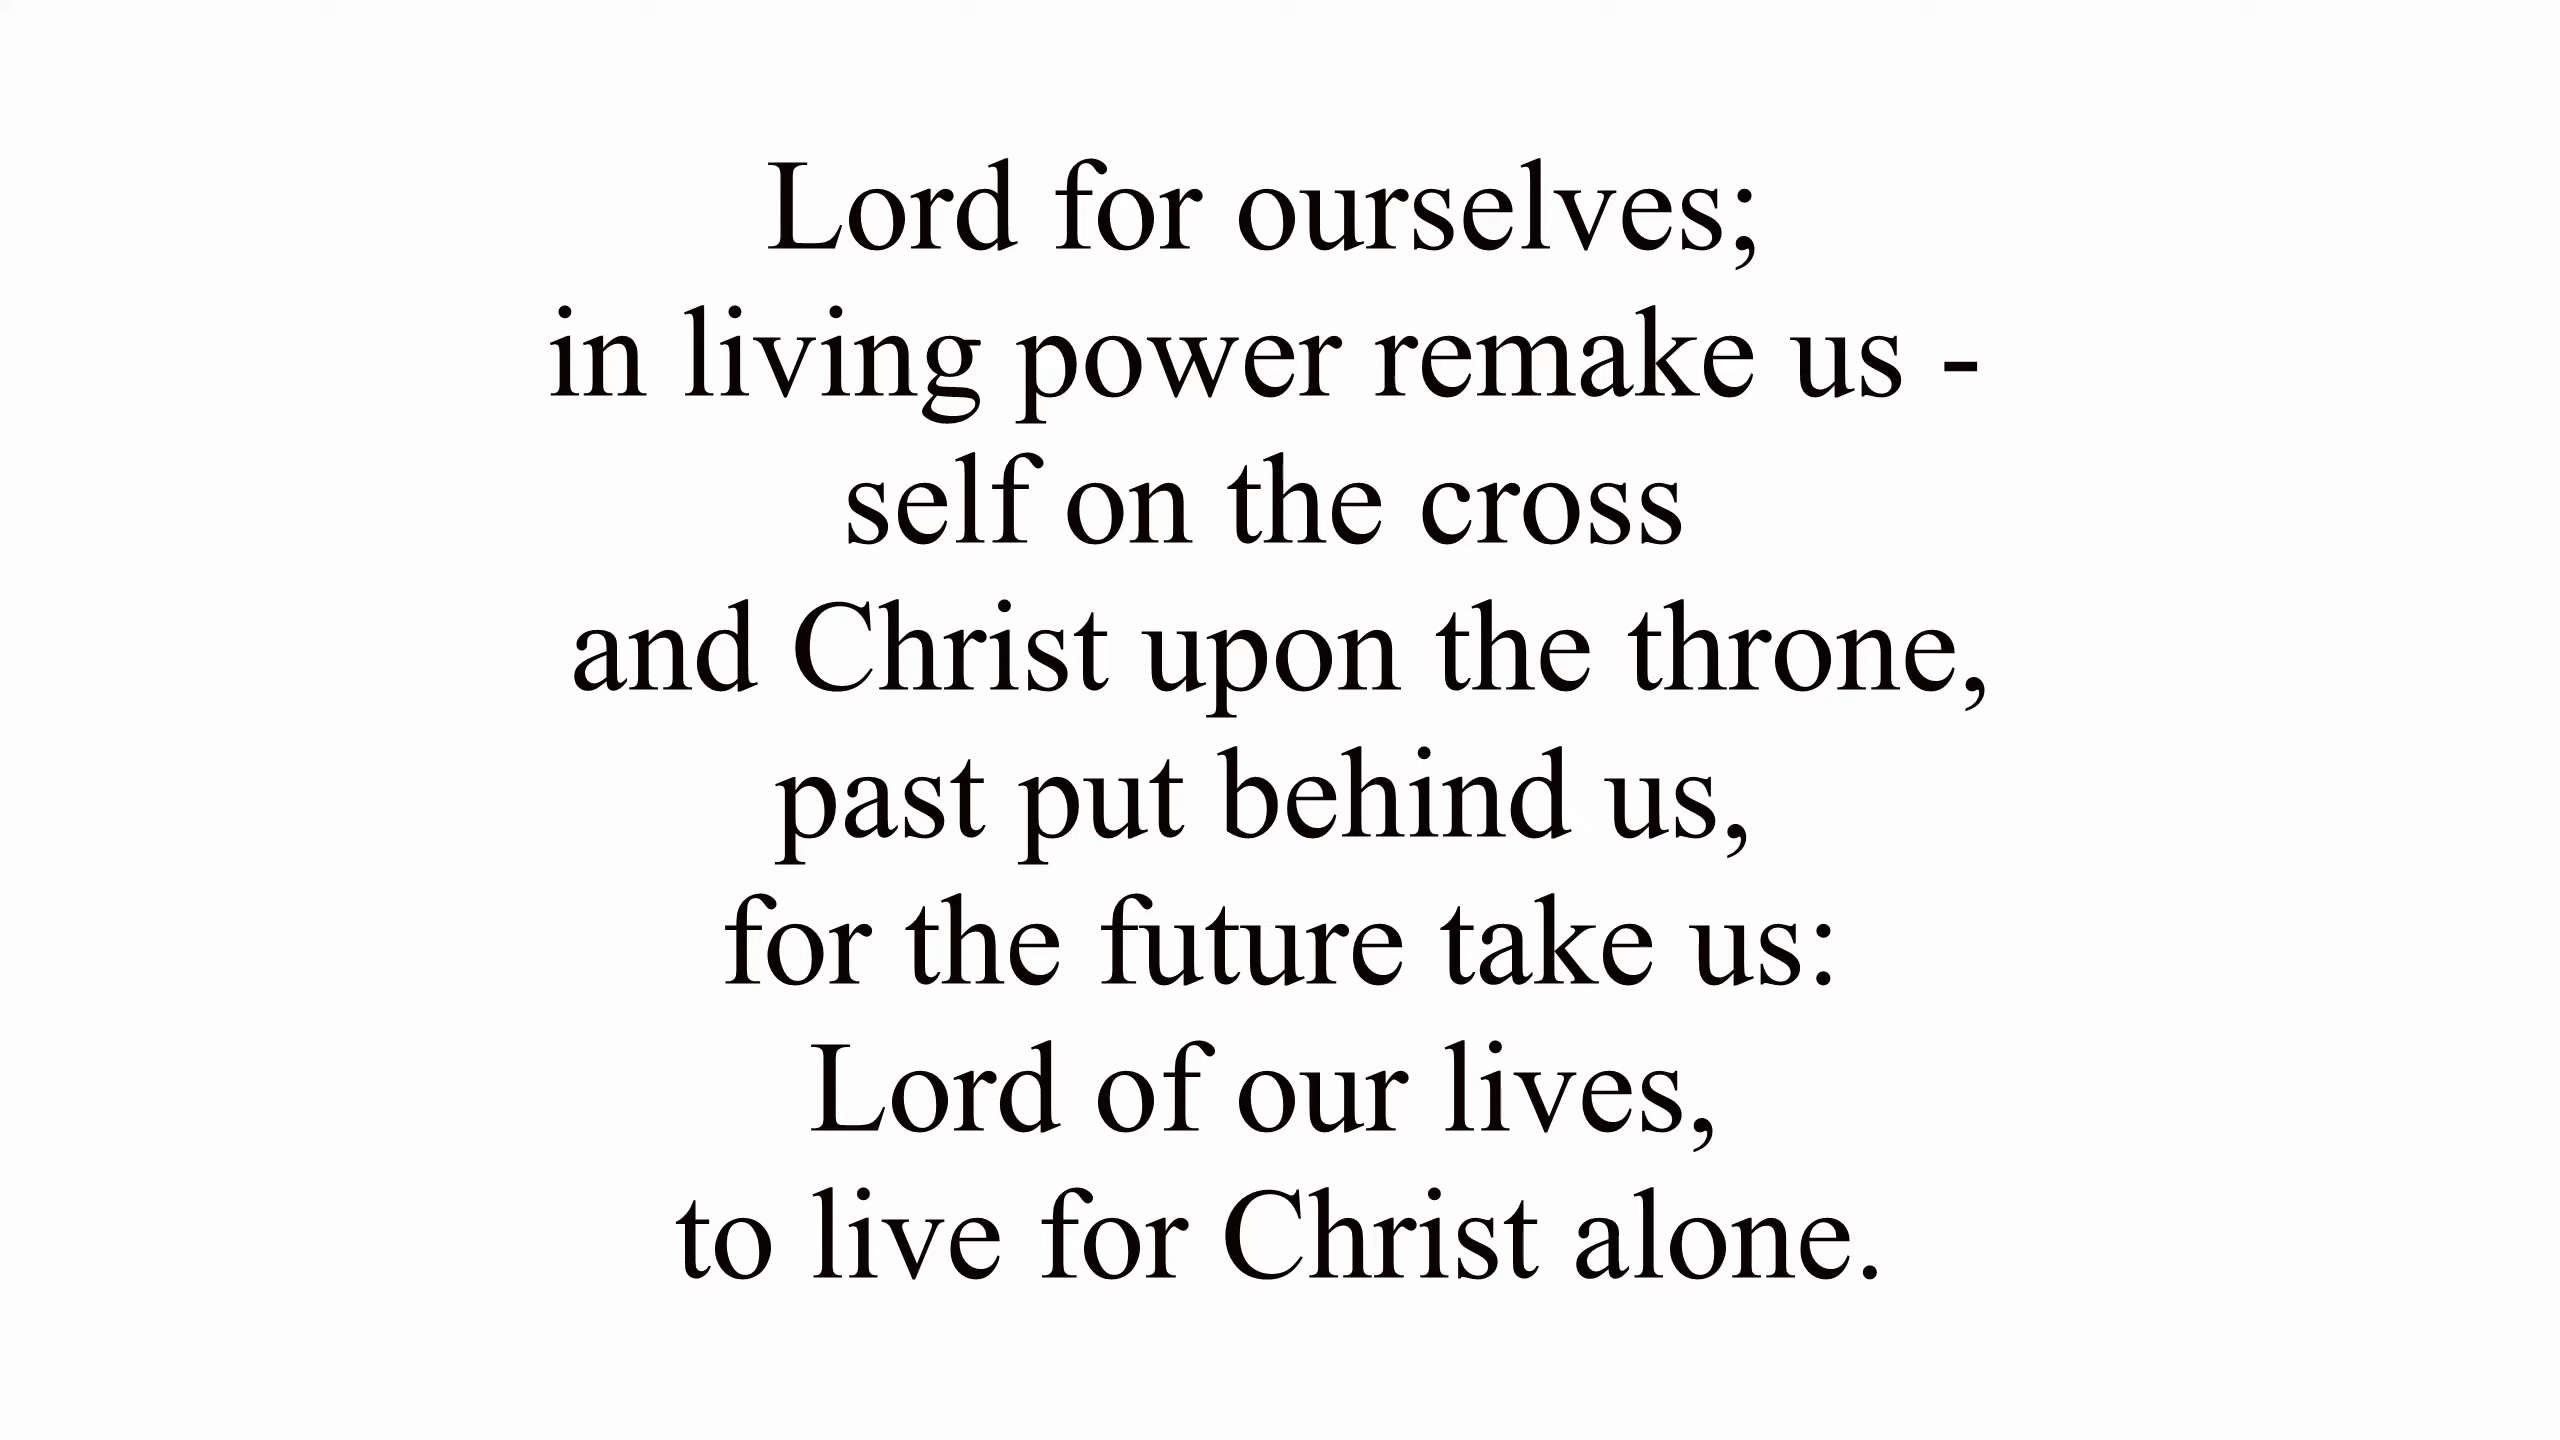 Lord for ourselves;
in living power remake us -
self on the cross
and Christ upon the throne,
past put behind us,
for the future take us:
Lord of our lives,
to live for Christ alone.